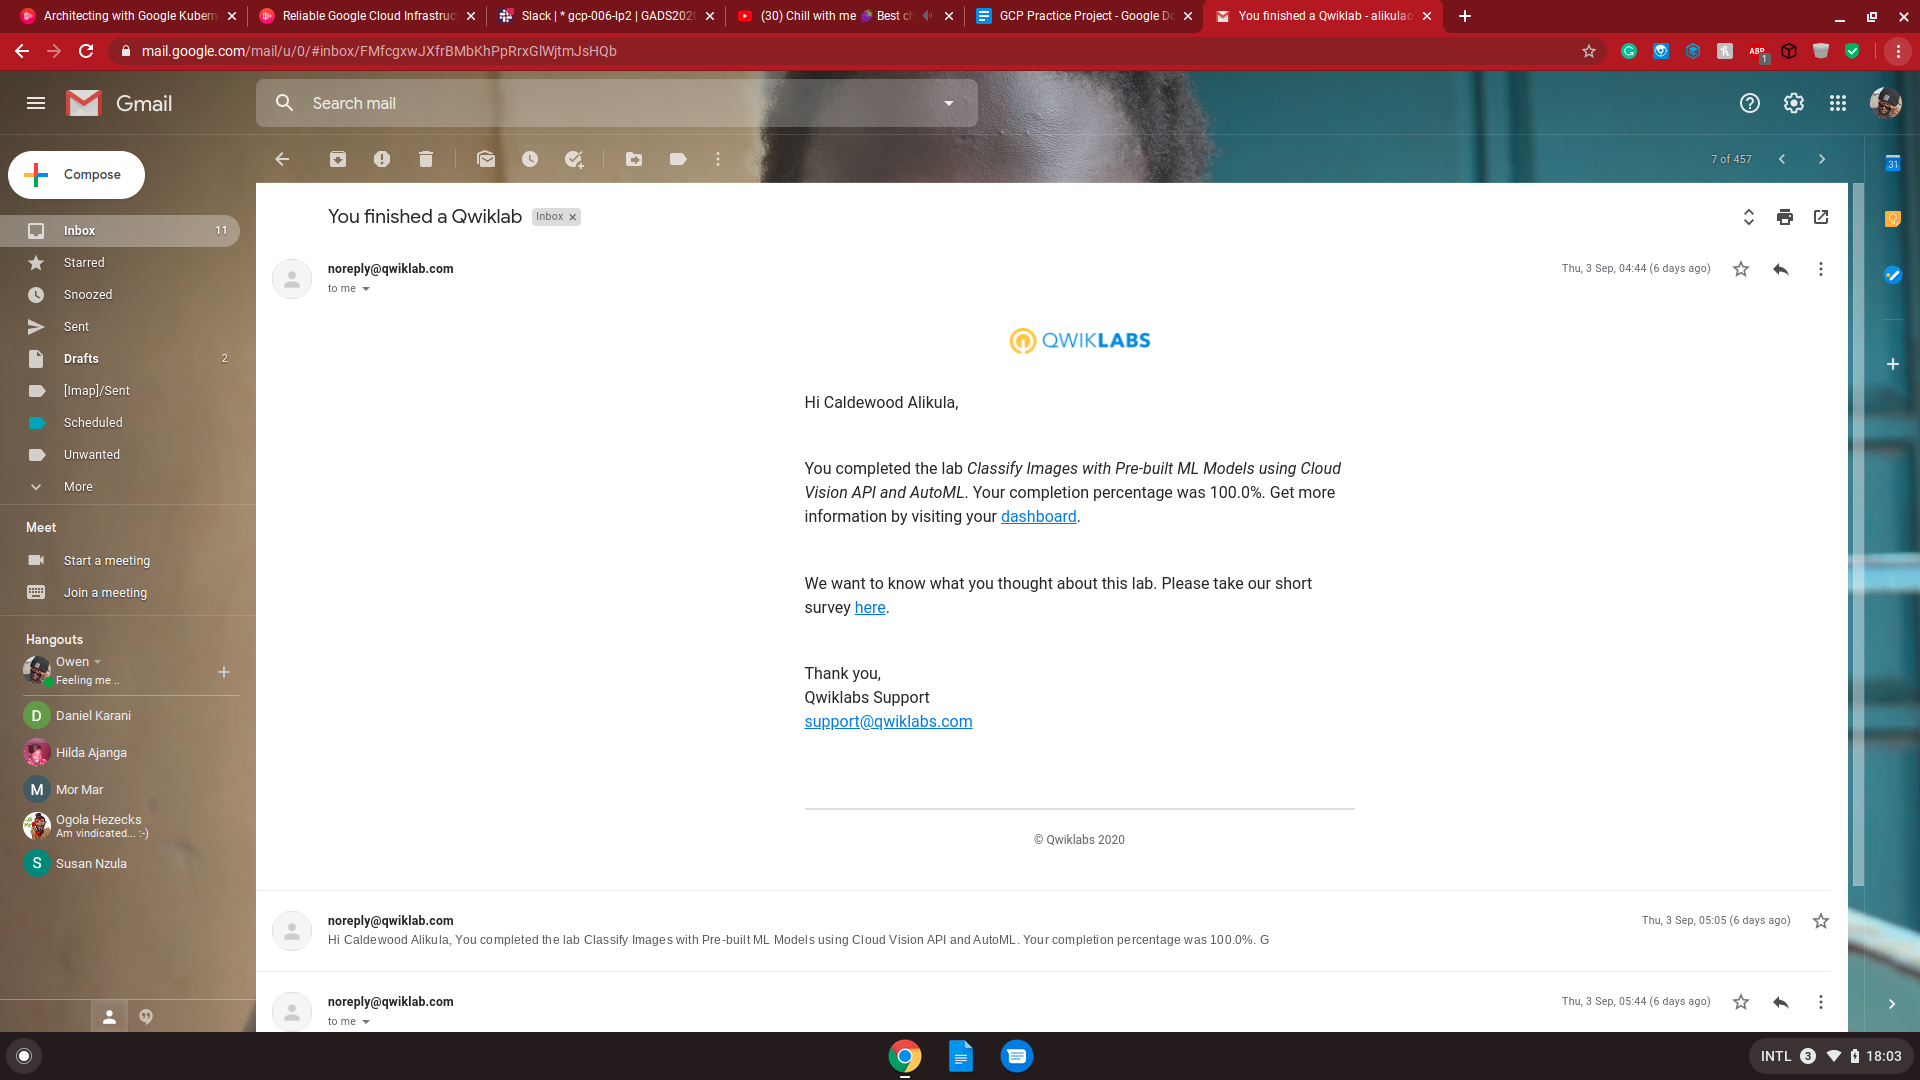 Architecting with Google Kubern
Reliable Google Cloud Infrastruc
Slack | * gcp-006-lp2 | GADS2020
(30) Chill with me 🍇 Best ch
GCP Practice Project - Google Do
You finished a Qwiklab - alikulao
mail.google.com/mail/u/0/#inbox/FMfcgxwJXfrBMbKhPpRrxGlWjtmJsHQb
ABP
1
Gmail
Search mail
7 of 457
31
Compose
Inbox
11
Starred
Snoozed
Sent
Drafts
2
[Imap]/Sent
Scheduled
Unwanted
More
Meet
Start a meeting
Join a meeting
Hangouts
Owen
Feeling me ..
D
Daniel Karani
Hilda Ajanga
M
Mor Mar
Ogola Hezecks
Am vindicated... :-)
S
Susan Nzula
You finished a Qwiklab
Inbox
noreply@qwiklab.com
to me
Thu, 3 Sep, 04:44 (6 days ago)
QWIKLABS
Hi Caldewood Alikula,
You completed the lab Classify Images with Pre-built ML Models using Cloud
Vision API and AutoML. Your completion percentage was 100.0%. Get more
information by visiting your dashboard.
We want to know what you thought about this lab. Please take our short
survey here.
Thank you,
Qwiklabs Support
support@qwiklabs.com
© Qwiklabs 2020
noreply@qwiklab.com
Thu, 3 Sep, 05:05 (6 days ago)
Hi Caldewood Alikula, You completed the lab Classify Images with Pre-built ML Models using Cloud Vision API and AutoML. Your completion percentage was 100.0%. G
noreply@qwiklab.com
Thu, 3 Sep, 05:44 (6 days ago)
to me
INTL
3
18:03